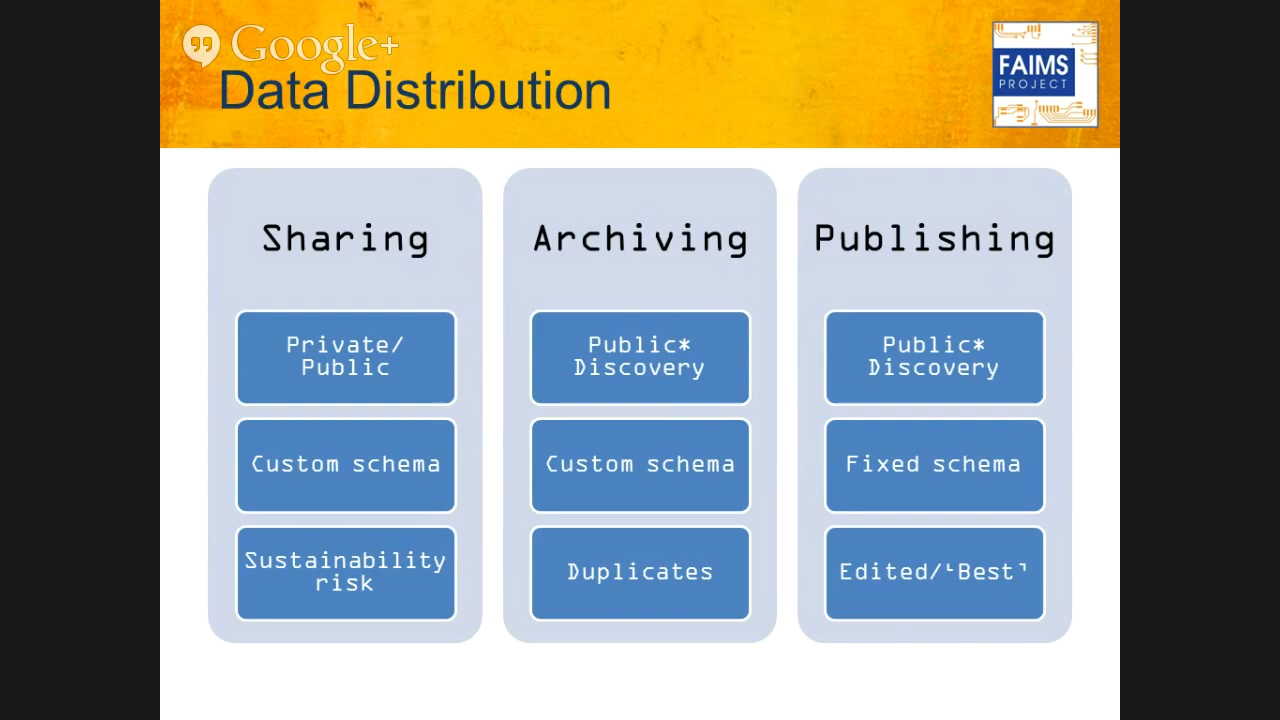 Google+
Data Distribution
FAIMS
PROJECT
Sharing
Private/
Public
Custom schema
Sustainability
risk
Archiving
Public*
Discovery
Custom schema
Duplicates
Publishing
Public*
Discovery
Fixed schema
Edited/‘Best’